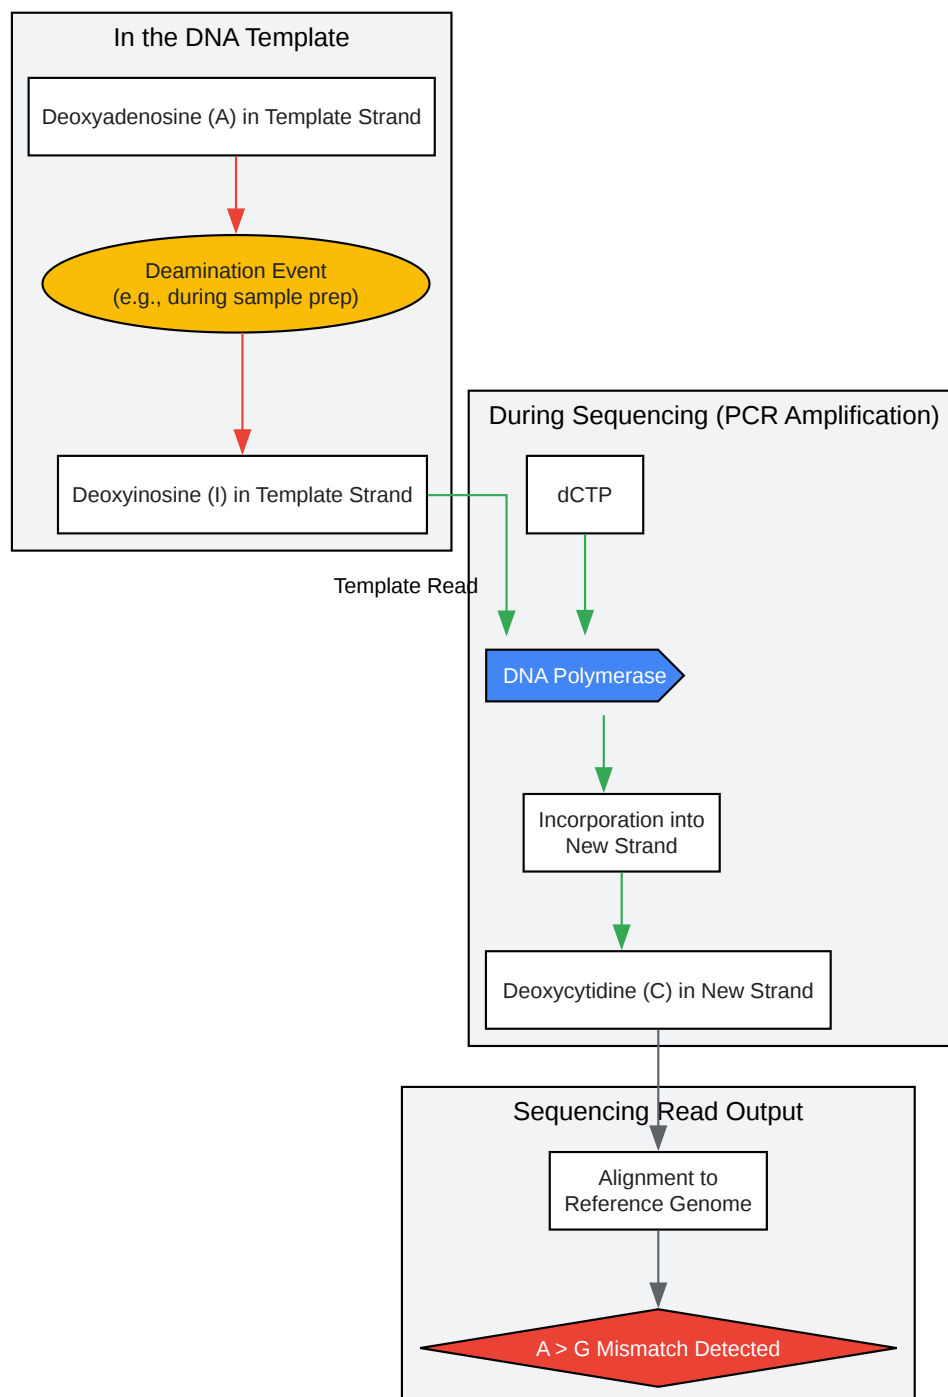 In the DNA Template
Deoxyadenosine (A) in Template Strand
Deamination Event
(e.g., during sample prep)
Deoxyinosine (I) in Template Strand
During Sequencing (PCR Amplification)
dCTP
Template Read
DNA Polymerase
Incorporation into
New Strand
Deoxycytidine (C) in New Strand
Sequencing Read Output
Alignment to
Reference Genome
A > G Mismatch Detected